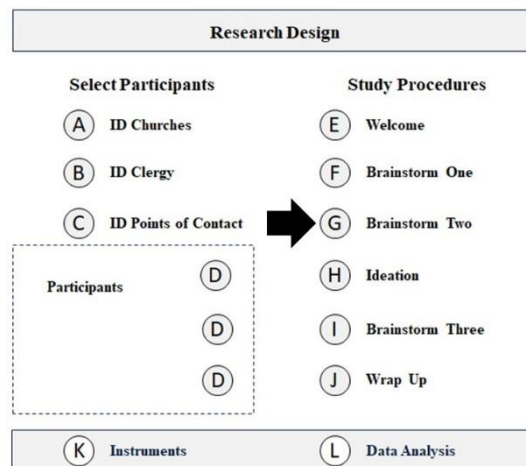 Research Design
Select Participants
A ID Churches
B ID Clergy
C ID Points of Contact
Participants
D
D
D
Study Procedures
E Welcome
F Brainstorm One
G Brainstorm Two
H Ideation
I Brainstorm Three
J Wrap Up
K Instruments
L Data Analysis